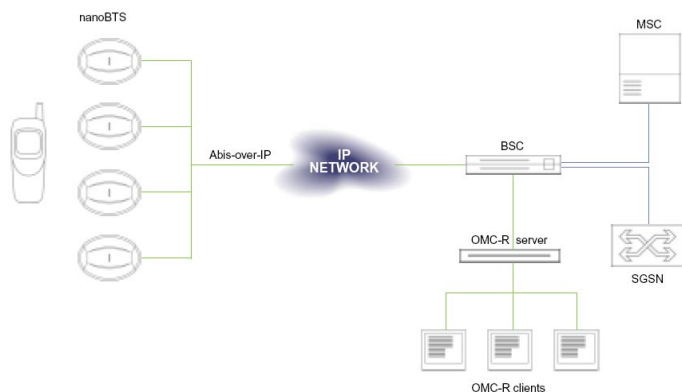 nanoBTS
MSC
Abis-over-IP
IP
NETWORK
BSC
OMC-R server
SGSN
OMC-R clients